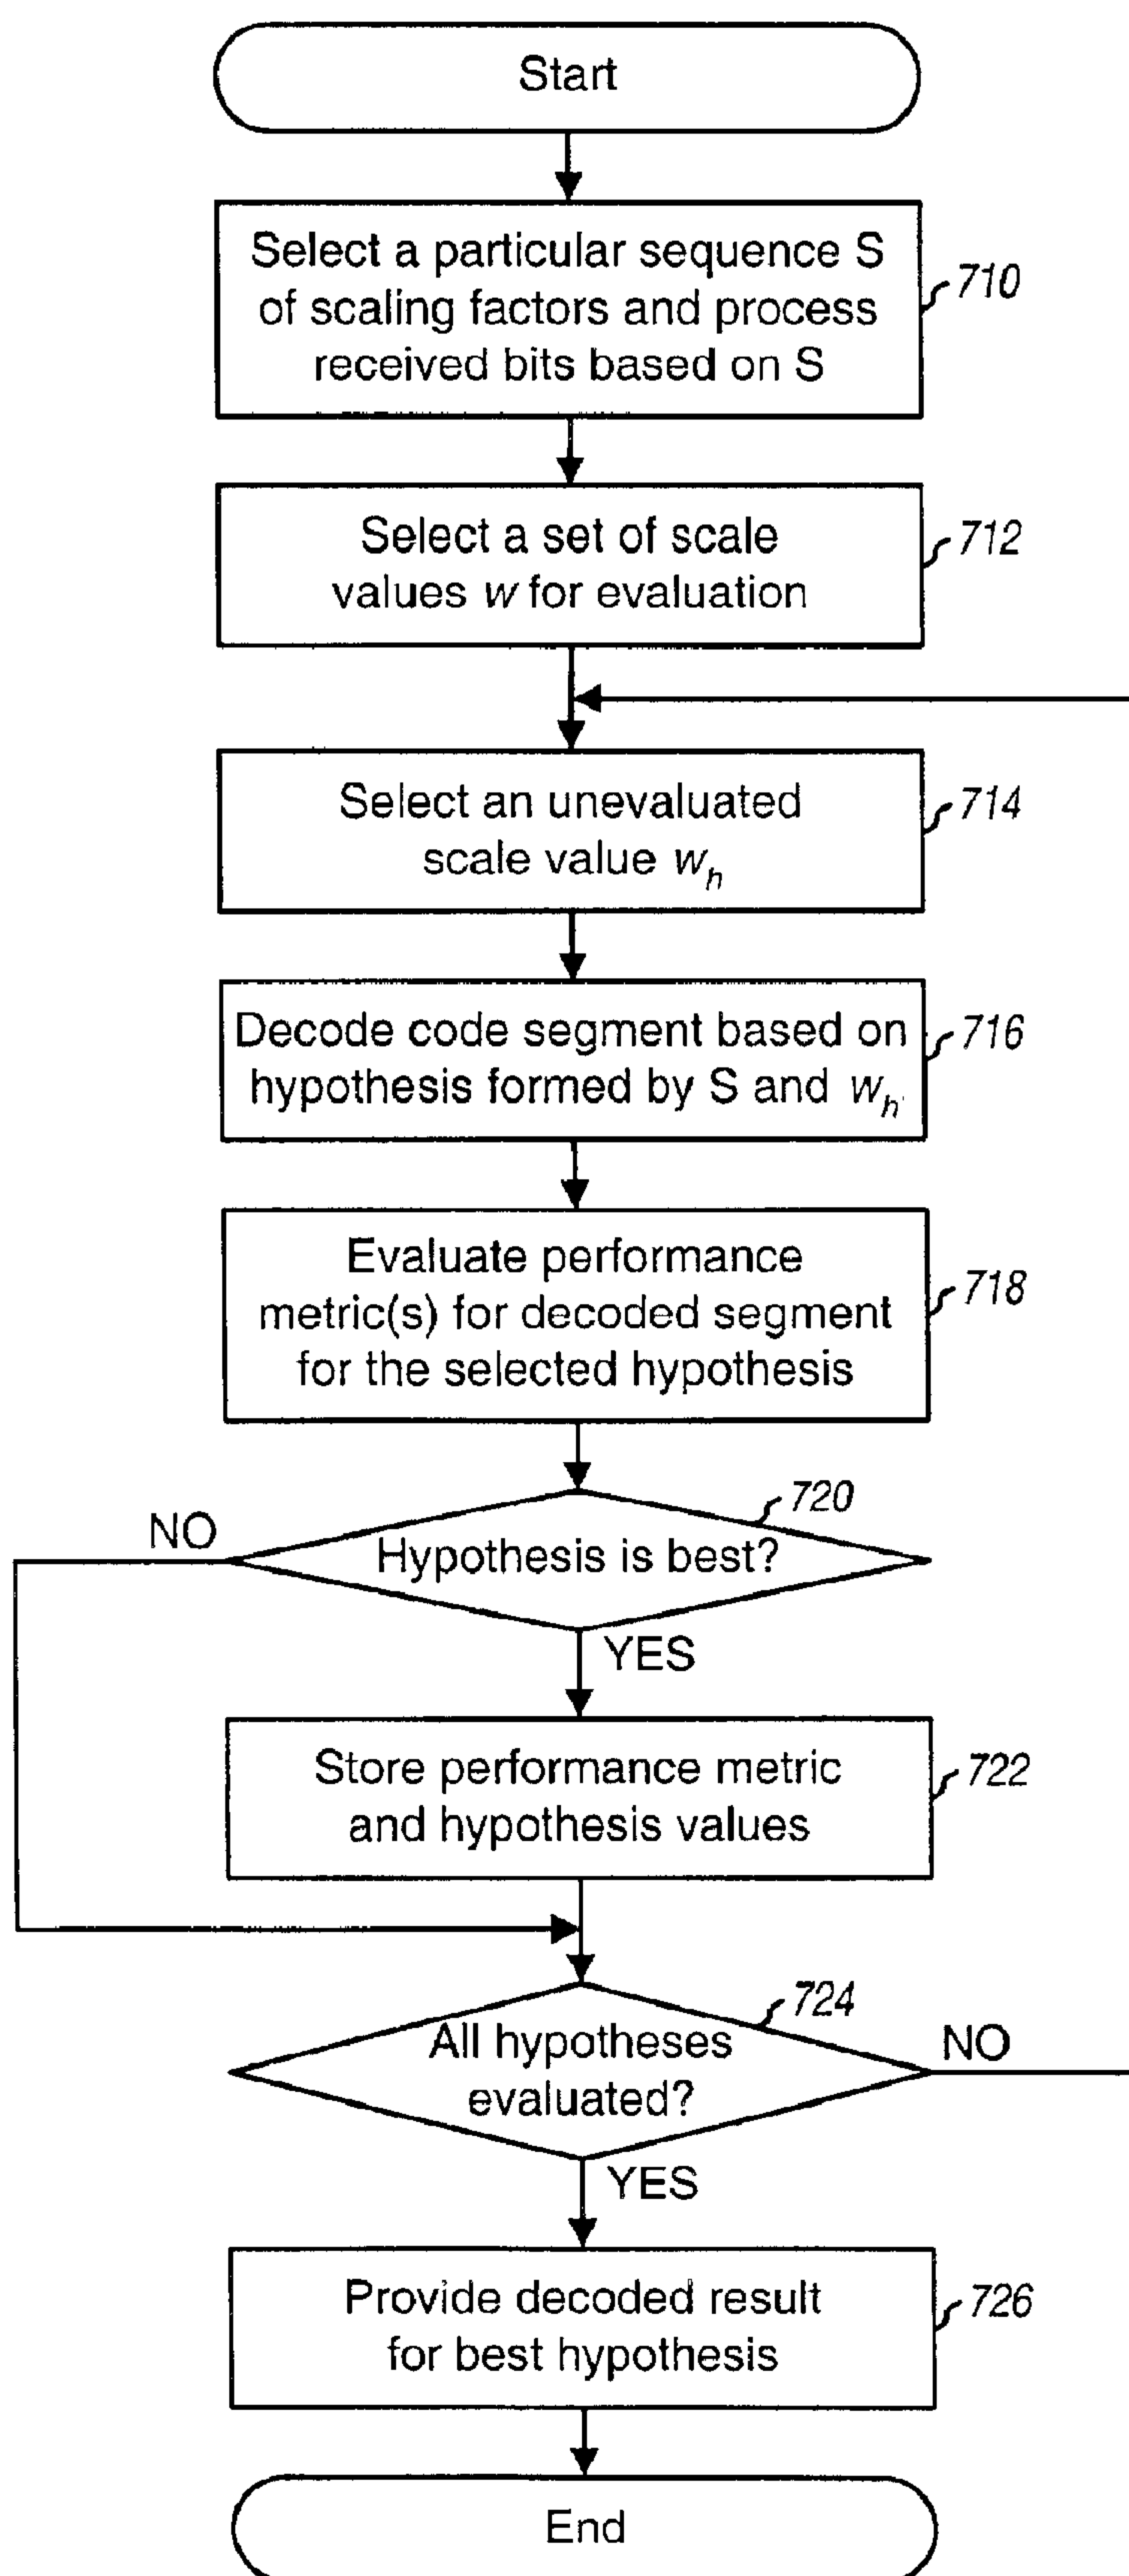 Start
Select a particular sequence S
of scaling factors and process
received bits based on S
710
Select a set of scale
values w for evaluation
712
Select an unevaluated
scale value w_h
714
Decode code segment based on
hypothesis formed by S and w_h
716
Evaluate performance
metric(s) for decoded segment
for the selected hypothesis
718
720
NO
Hypothesis is best?
YES
Store performance metric
and hypothesis values
722
724
All hypotheses
evaluated?
NO
YES
Provide decoded result
for best hypothesis
726
End